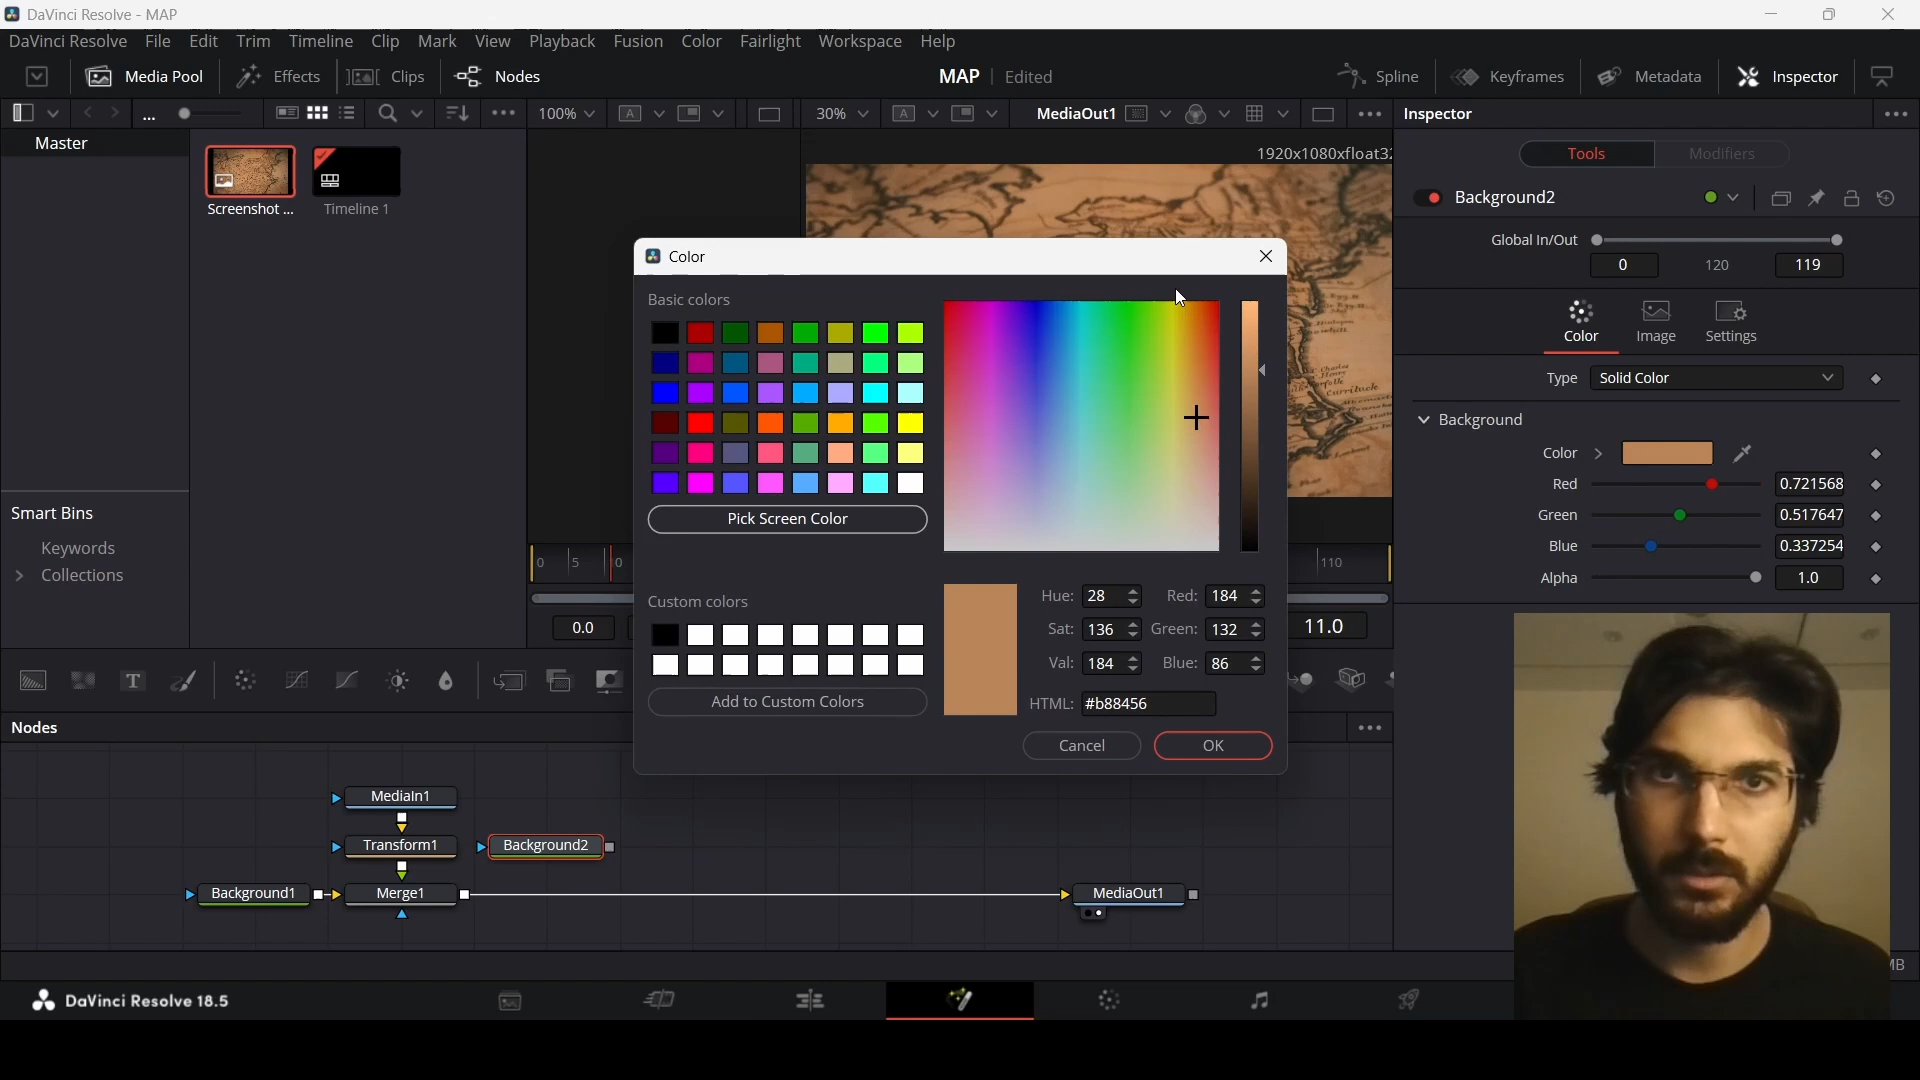 DaVinci Resolve - MAP
DaVinci Resolve File Edit Trim Timeline Clip Mark View Playback Fusion Color Fairlight Workspace Help
Media Pool Effects Clips Nodes MAP Edited Spline Keyframes Metadata Inspector
... 100% A 30% A MediaOut1 Inspector
Master
1920x1080xfloat32
Tools Modifiers
Screenshot ... Timeline 1
Background2
Global In/Out
0 120 119
Color
Basic colors
Color Image Settings
Type Solid Color
Background
Color
Red 0.721568
Green 0.517647
Blue 0.337254
Alpha 1.0
Pick Screen Color
Smart Bins
Keywords
Collections
0 5 0 110
Custom colors
Hue: 28 Red: 184
Sat: 136 Green: 132
Val: 184 Blue: 86
0.0 11.0
T
Add to Custom Colors
HTML: #b88456
Cancel OK
Nodes
MediaIn1
Transform1 Background2
Background1 Merge1 MediaOut1
MB
DaVinci Resolve 18.5